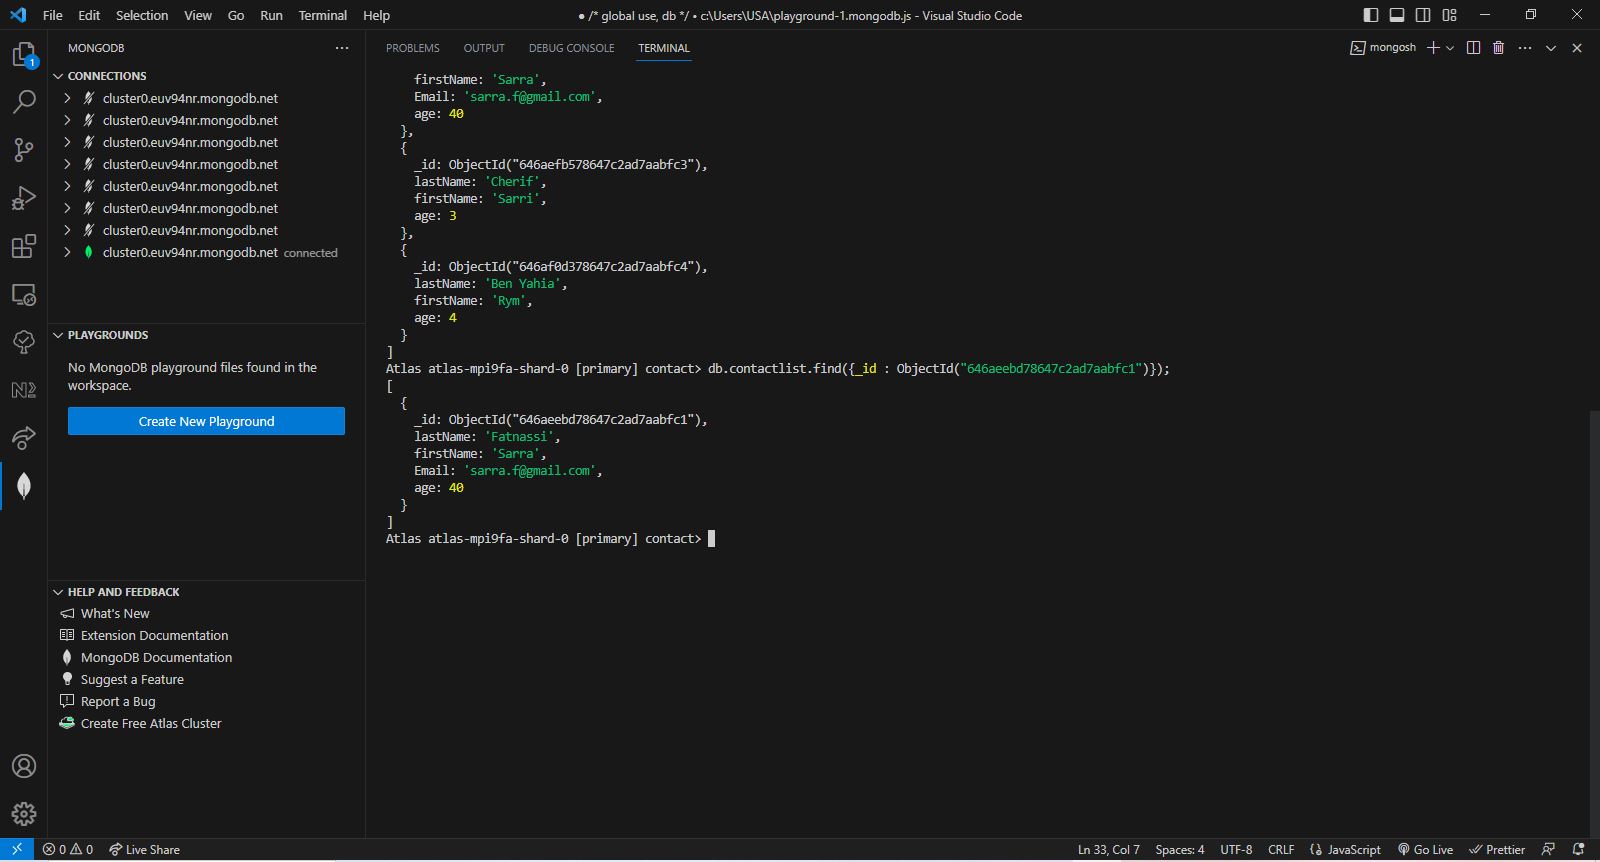 File Edit Selection View Go Run Terminal Help
● /* global use, db */ • c:\Users\USA\playground-1.mongodb.js - Visual Studio Code
MONGODB
CONNECTIONS
cluster0.euv94nr.mongodb.net
cluster0.euv94nr.mongodb.net
cluster0.euv94nr.mongodb.net
cluster0.euv94nr.mongodb.net
cluster0.euv94nr.mongodb.net
cluster0.euv94nr.mongodb.net
cluster0.euv94nr.mongodb.net
cluster0.euv94nr.mongodb.net connected
1
PLAYGROUNDS
No MongoDB playground files found in the
workspace.
Create New Playground
HELP AND FEEDBACK
What's New
Extension Documentation
MongoDB Documentation
Suggest a Feature
Report a Bug
Create Free Atlas Cluster
PROBLEMS OUTPUT DEBUG CONSOLE TERMINAL
mongosh
firstName: 'Sarra',
Email: 'sarra.f@gmail.com',
age: 40
},
{
_id: ObjectId("646aefb578647c2ad7aabfc3"),
lastName: 'Cherif',
firstName: 'Sarri',
age: 3
},
{
_id: ObjectId("646af0d378647c2ad7aabfc4"),
lastName: 'Ben Yahia',
firstName: 'Rym',
age: 4
}
]
Atlas atlas-mpi9fa-shard-0 [primary] contact> db.contactlist.find({_id : ObjectId("646aeebd78647c2ad7aabfc1")});
[
{
_id: ObjectId("646aeebd78647c2ad7aabfc1"),
lastName: 'Fatnassi',
firstName: 'Sarra',
Email: 'sarra.f@gmail.com',
age: 40
}
]
Atlas atlas-mpi9fa-shard-0 [primary] contact>
0 0 Live Share
Ln 33, Col 7 Spaces: 4 UTF-8 CRLF {} JavaScript Go Live Prettier